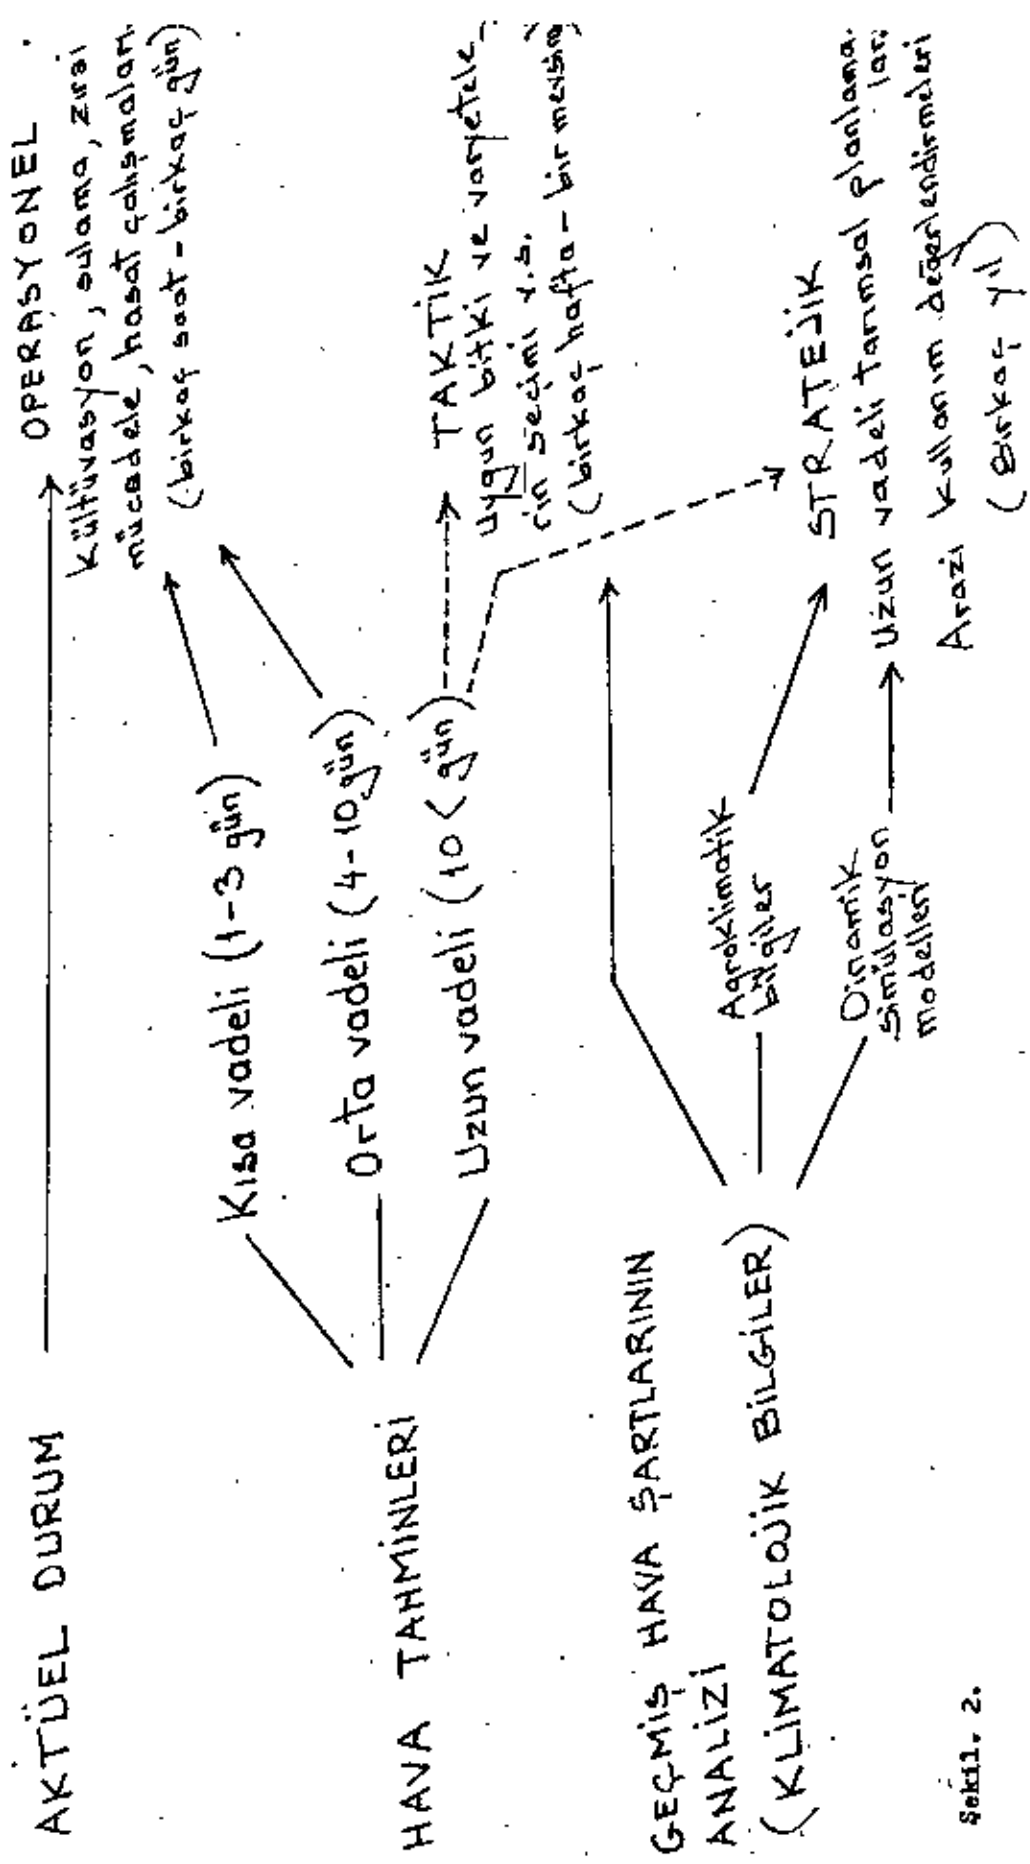 AKTÜEL DURUM
OPERASYONEL
Kültüvasyon, sulama, zirai
mücadele, hasat çalışmaları.
(birkaç saat - birkaç gün)
HAVA TAHMİNLERİ
Kısa vadeli (1-3 gün)
Orta vadeli (4-10 gün)
Uzun vadeli (10 < gün)
TAKTİK
uygun bitki ve varyetele_
rin seçimi v.s.
(birkaç hafta - bir mevsim)
GEÇMİŞ HAVA ŞARTLARININ
ANALİZİ
(KLİMATOLOJİK BİLGİLER)
Agroklimatik
bilgiler
Dinamik
simülasyon
modelleri
STRATEJİK
Uzun vadeli tarımsal planlama.
lar.
Arazi kullanım değerlendirmeleri
(Birkaç yıl)
Şekil. 2.